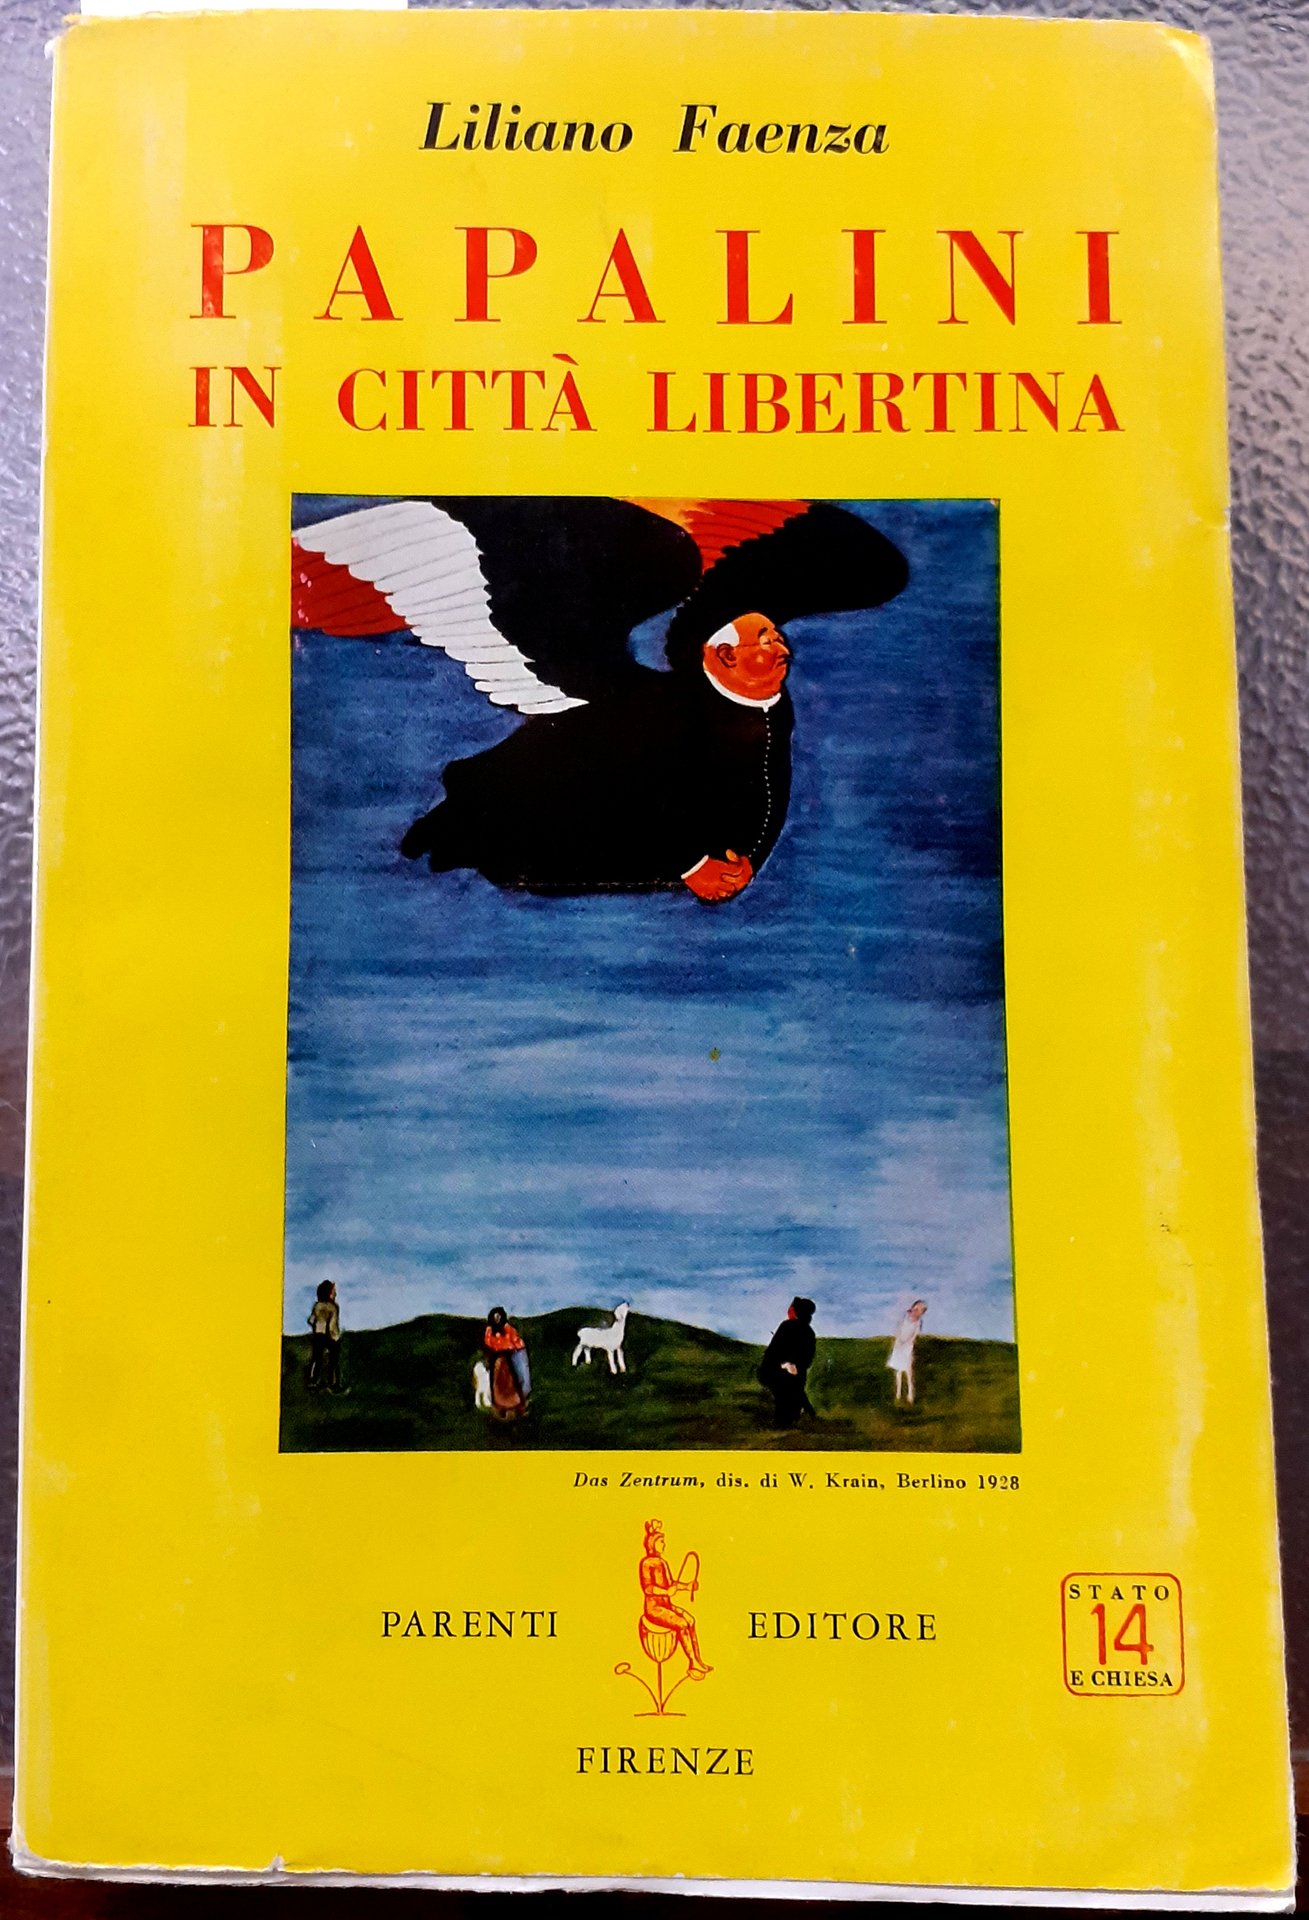 Liliano Faenza
PAPALINI
IN CITTÀ LIBERTINA
Das Zentrum, dis. di W. Krain, Berlino 1928
PARENTI EDITORE
FIRENZE
STATO
14
E CHIESA